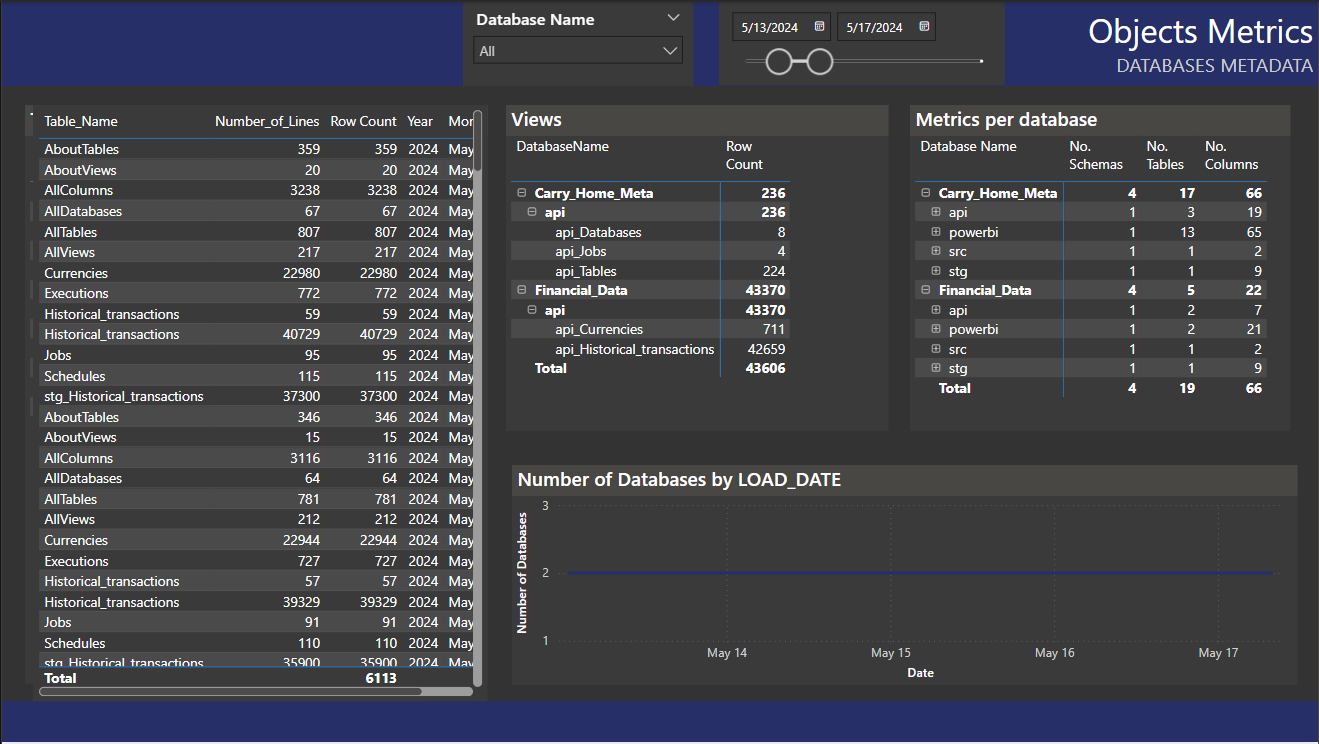 Database Name
All
5/13/2024 5/17/2024
Objects Metrics
DATABASES METADATA
Table_Name Number_of_Lines Row Count Year Mon
AboutTables 359 359 2024 May
AboutViews 20 20 2024 May
AllColumns 3238 3238 2024 May
AllDatabases 67 67 2024 May
AllTables 807 807 2024 May
AllViews 217 217 2024 May
Currencies 22980 22980 2024 May
Executions 772 772 2024 May
Historical_transactions 59 59 2024 May
Historical_transactions 40729 40729 2024 May
Jobs 95 95 2024 May
Schedules 115 115 2024 May
stg_Historical_transactions 37300 37300 2024 May
AboutTables 346 346 2024 May
AboutViews 15 15 2024 May
AllColumns 3116 3116 2024 May
AllDatabases 64 64 2024 May
AllTables 781 781 2024 May
AllViews 212 212 2024 May
Currencies 22944 22944 2024 May
Executions 727 727 2024 May
Historical_transactions 57 57 2024 May
Historical_transactions 39329 39329 2024 May
Jobs 91 91 2024 May
Schedules 110 110 2024 May
stg_Historical_transactions 35900 35900 2024 May
Total 6113
Views
DatabaseName Row
Count
Carry_Home_Meta 236
api 236
api_Databases 8
api_Jobs 4
api_Tables 224
Financial_Data 43370
api 43370
api_Currencies 711
api_Historical_transactions 42659
Total 43606
Metrics per database
Database Name No. No. No.
Schemas Tables Columns
Carry_Home_Meta 4 17 66
api 1 3 19
powerbi 1 13 65
src 1 1 2
stg 1 1 9
Financial_Data 4 5 22
api 1 2 7
powerbi 1 2 21
src 1 1 2
stg 1 1 9
Total 4 19 66
Number of Databases by LOAD_DATE
Number of Databases
3
2
1
May 14 May 15 May 16 May 17
Date